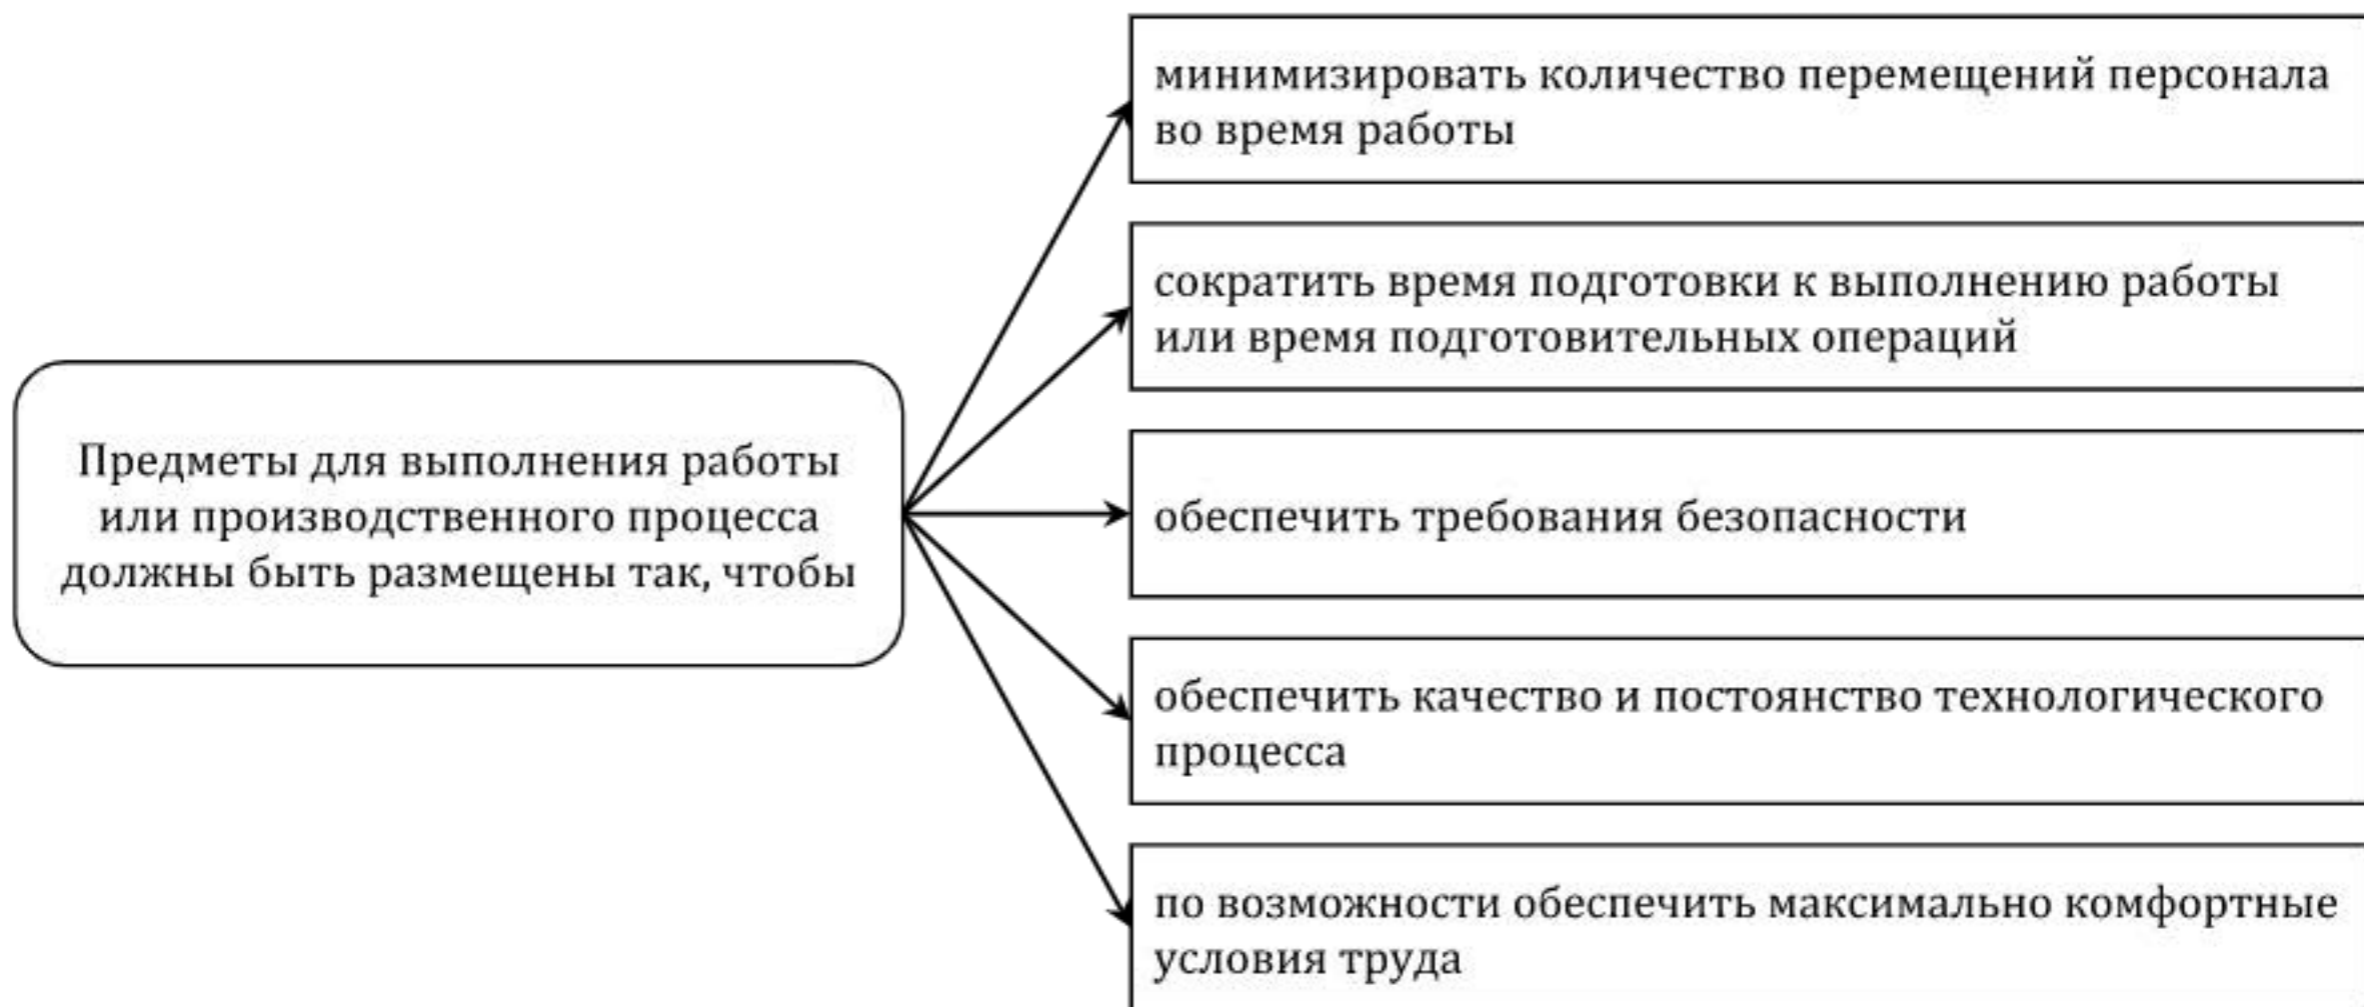 минимизировать количество перемещений персонала
во время работы
сократить время подготовки к выполнению работы
или время подготовительных операций
Предметы для выполнения работы
или производственного процесса
должны быть размещены так, чтобы
обеспечить требования безопасности
обеспечить качество и постоянство технологического
процесса
по возможности обеспечить максимально комфортные
условия труда